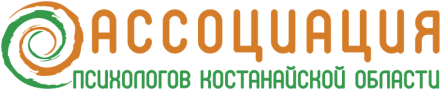 АССОЦИАЦИЯ
ПСИХОЛОГОВ КОСТАНАЙСКОЙ ОБЛАСТИ